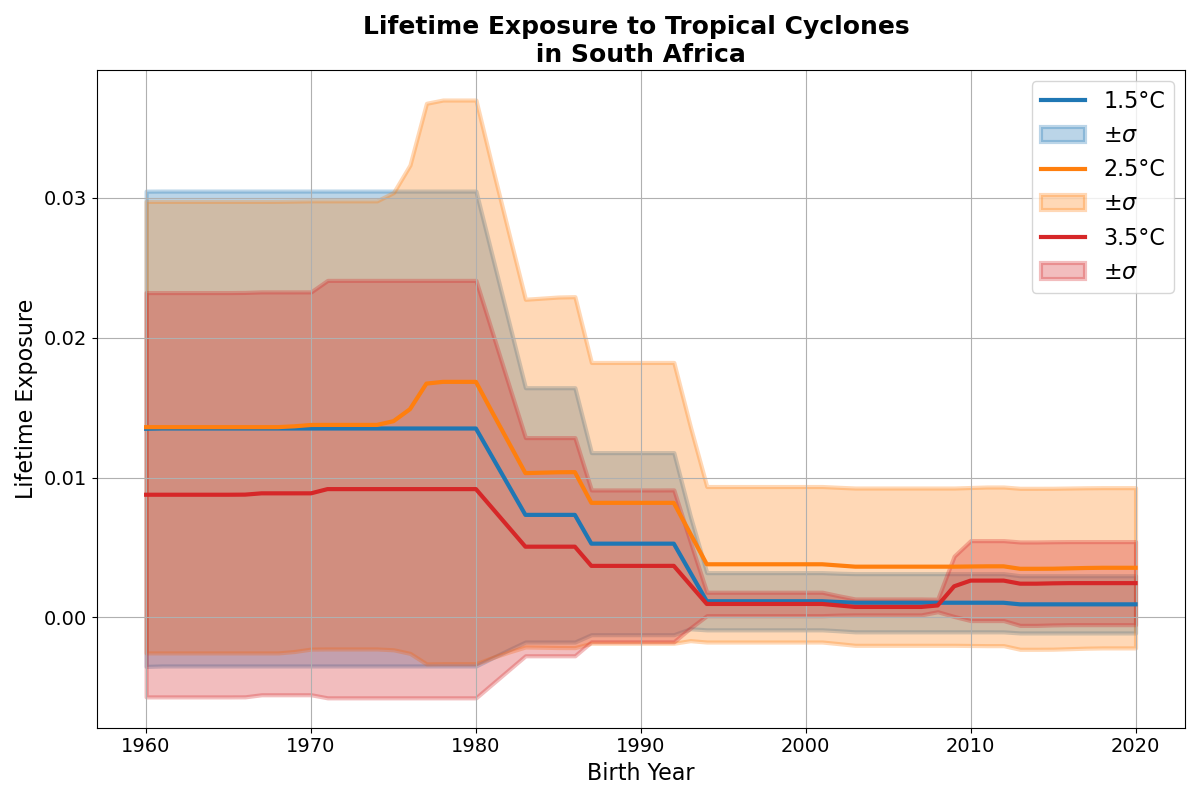 Lifetime Exposure to Tropical Cyclones
in South Africa
1.5°C
±σ
2.5°C
±σ
3.5°C
±σ
Lifetime Exposure
0.03
0.02
0.01
0.00
1960 1970 1980 1990 2000 2010 2020
Birth Year